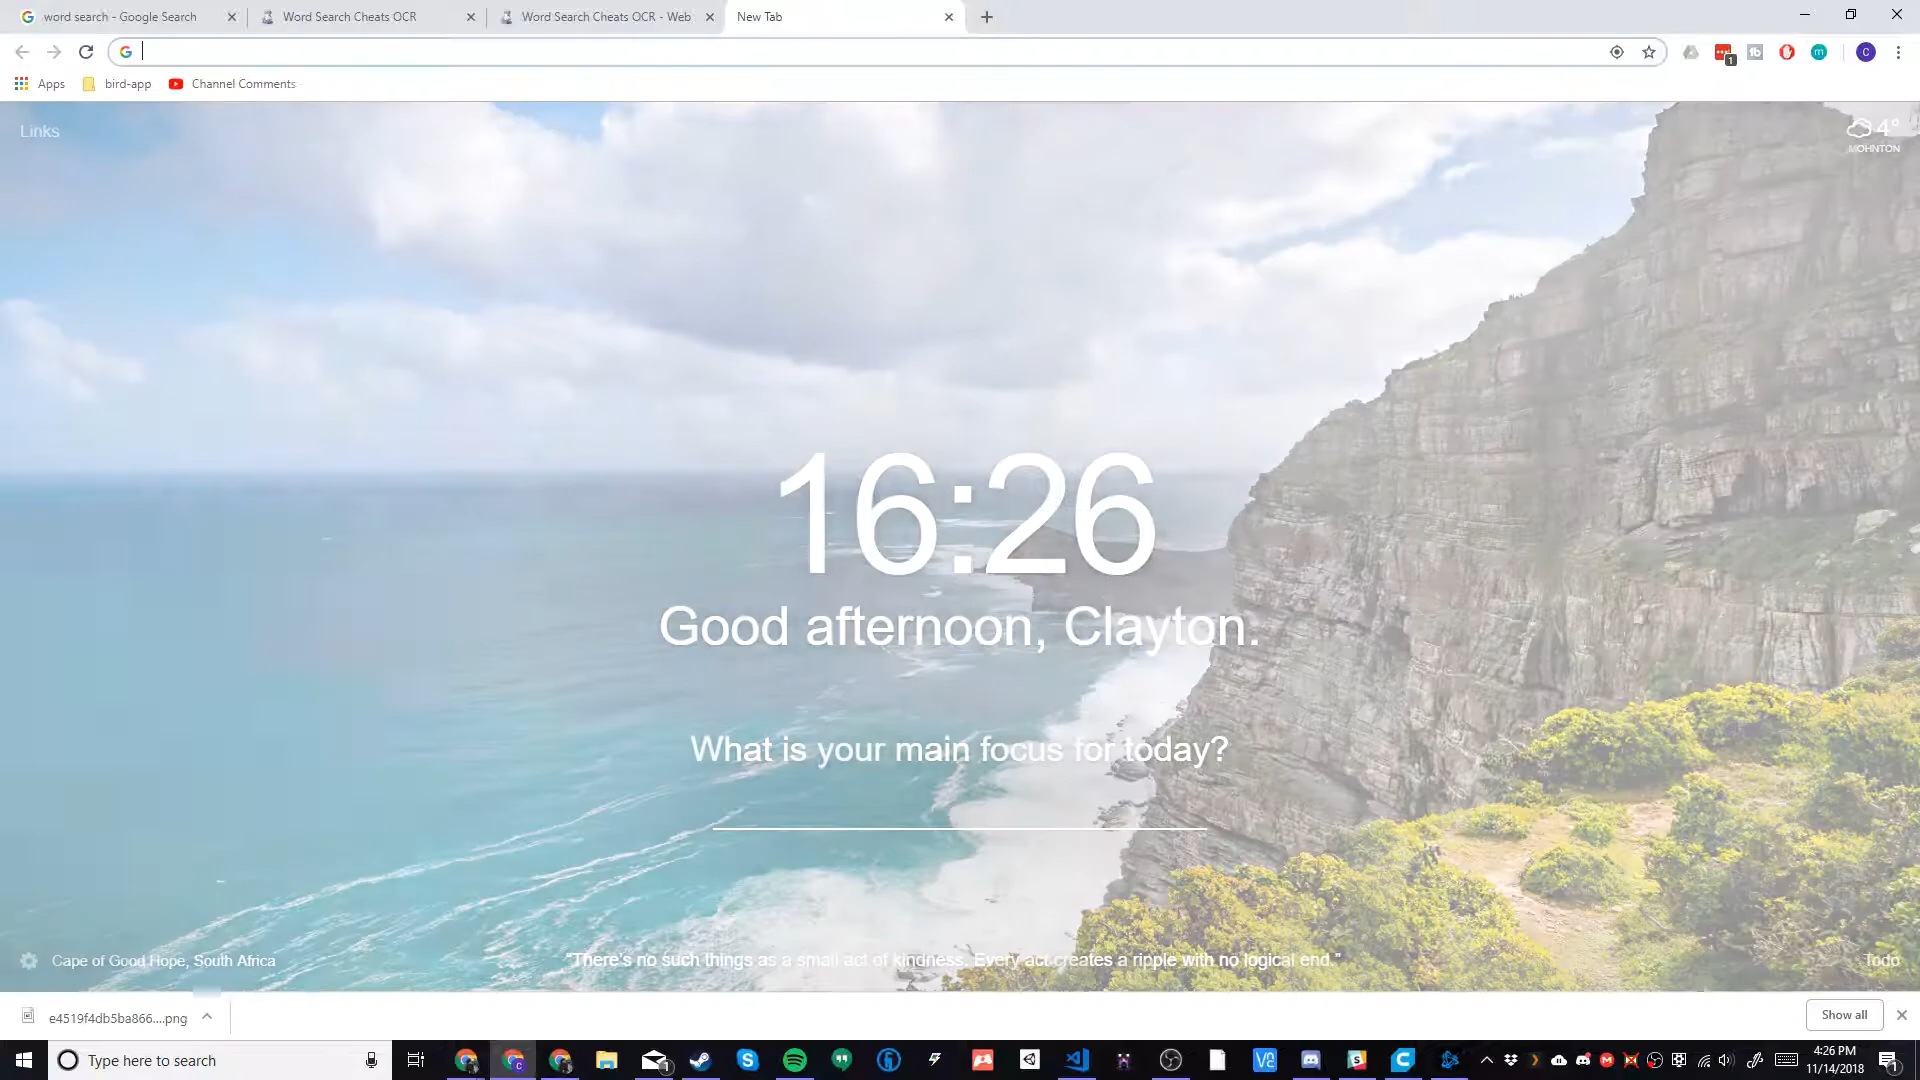 word search - Google Search
Word Search Cheats OCR
Word Search Cheats OCR - Web
New Tab
Apps
bird-app
Channel Comments
Links
4°
MOHNTON
16:26
Good afternoon, Clayton.
What is your main focus for today?
Cape of Good Hope, South Africa
"There's no such things as a small act of kindness. Every act creates a ripple with no logical end."
Todo
e4519f4db5ba866....png
Show all
Type here to search
4:26 PM
11/14/2018